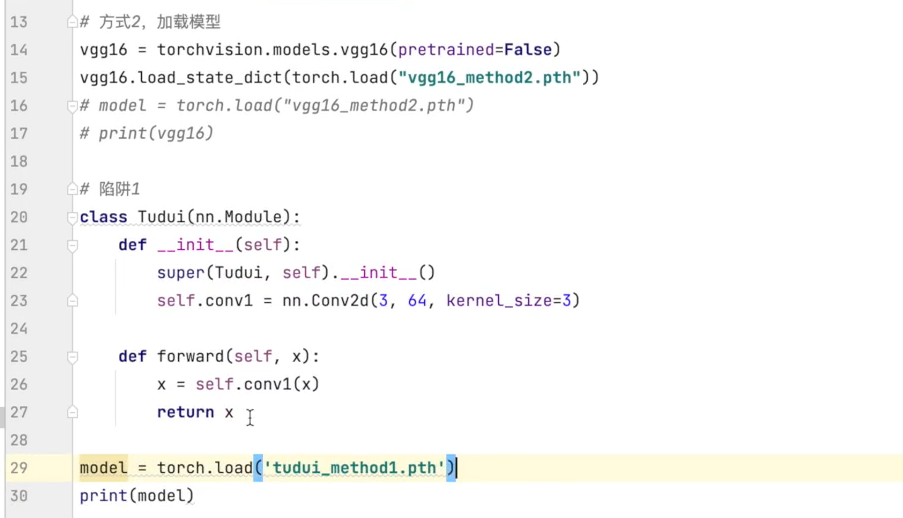 13 # 方式2，加载模型
14 vgg16 = torchvision.models.vgg16(pretrained=False)
15 vgg16.load_state_dict(torch.load("vgg16_method2.pth"))
16 # model = torch.load("vgg16_method2.pth")
17 # print(vgg16)
18
19 # 陷阱1
20 class Tudui(nn.Module):
21     def __init__(self):
22         super(Tudui, self).__init__()
23         self.conv1 = nn.Conv2d(3, 64, kernel_size=3)
24
25     def forward(self, x):
26         x = self.conv1(x)
27         return x
28
29 model = torch.load('tudui_method1.pth')
30 print(model)